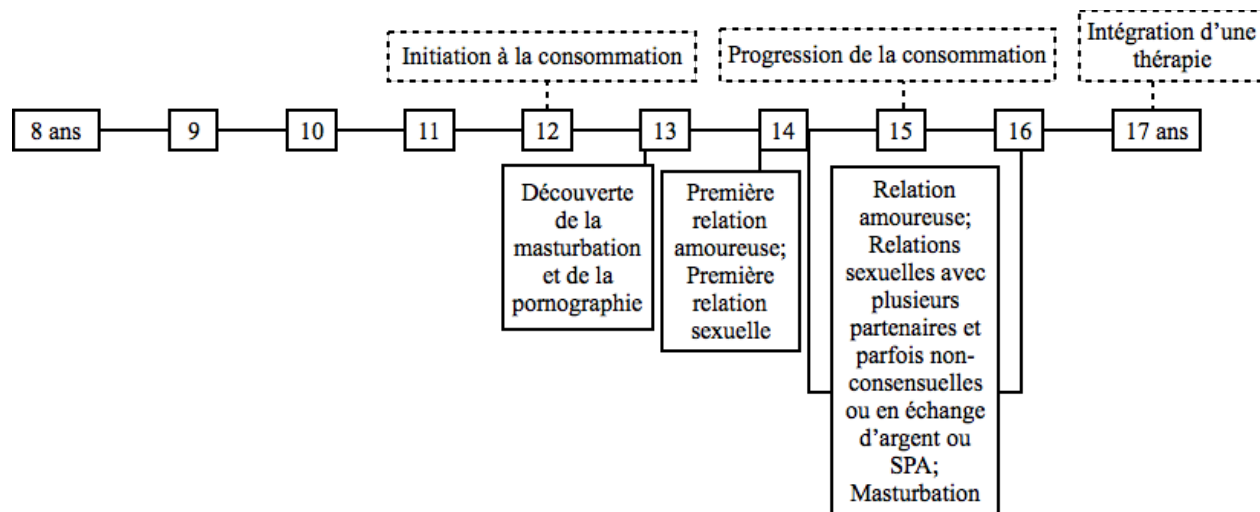 Initiation à la consommation
Progression de la consommation
Intégration d'une
thérapie
8 ans
9
10
11
12
13
14
15
16
17 ans
Découverte
de la
masturbation
et de la
pornographie
Première
relation
amoureuse;
Première
relation
sexuelle
Relation
amoureuse;
Relations
sexuelles avec
plusieurs
partenaires et
parfois non-
consensuelles
ou en échange
d'argent ou
SPA;
Masturbation